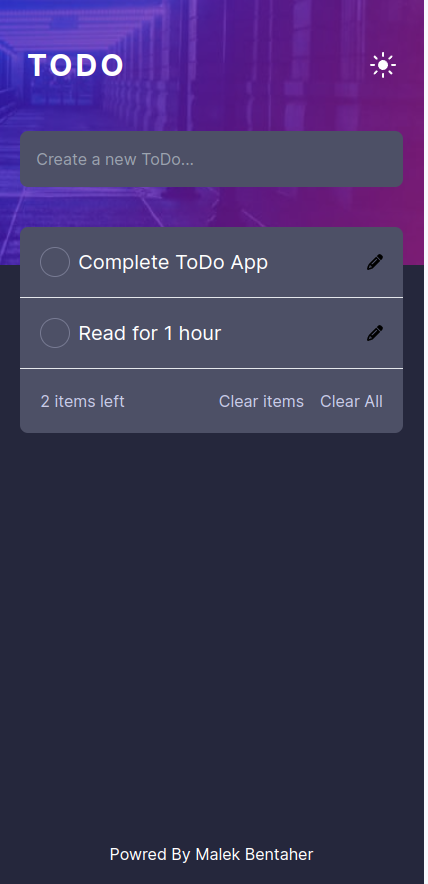 TODO
Create a new ToDo...
Complete ToDo App
Read for 1 hour
2 items left Clear items Clear All
Powred By Malek Bentaher